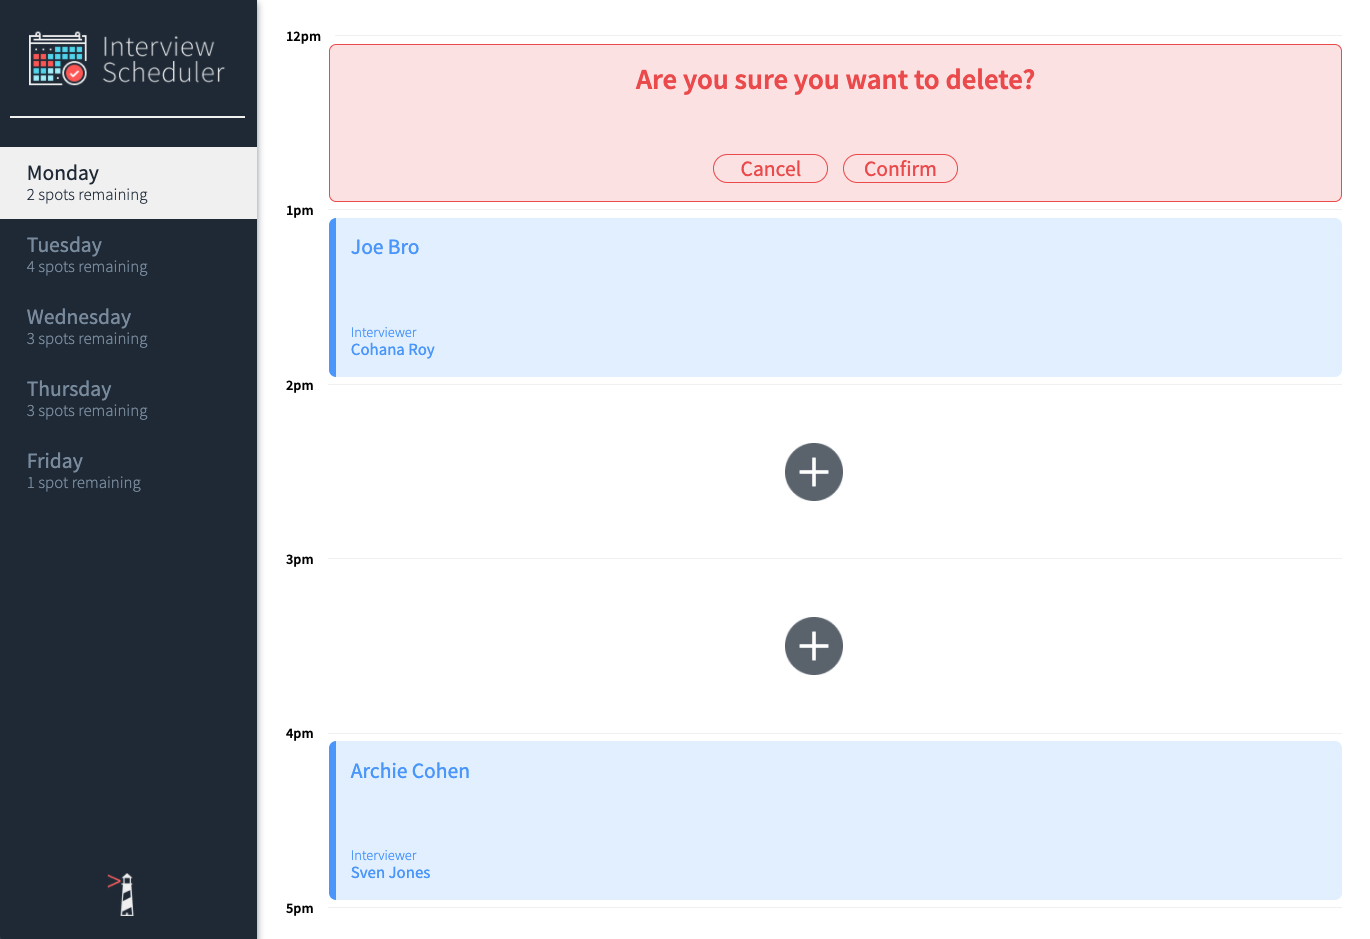 Interview
Scheduler
Monday
2 spots remaining
Tuesday
4 spots remaining
Wednesday
3 spots remaining
Thursday
3 spots remaining
Friday
1 spot remaining
12pm
Are you sure you want to delete?
Cancel Confirm
1pm
Joe Bro
Interviewer
Cohana Roy
2pm
3pm
4pm
Archie Cohen
Interviewer
Sven Jones
5pm